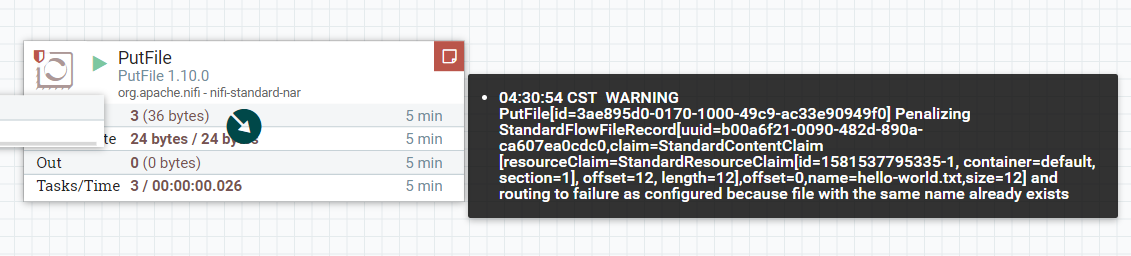 PutFile
PutFile 1.10.0
org.apache.nifi - nifi-standard-nar
3 (36 bytes) 5 min
24 bytes / 24 5 min
Out 0 (0 bytes) 5 min
Tasks/Time 3 / 00:00:00.026 5 min
04:30:54 CST WARNING
PutFile[id=3ae895d0-0170-1000-49c9-ac33e90949f0] Penalizing
StandardFlowFileRecord[uuid=b00a6f21-0090-482d-890a-
ca607ea0cdc0,claim=StandardContentClaim
[resourceClaim=StandardResourceClaim[id=1581537795335-1, container=default,
section=1], offset=12, length=12],offset=0,name=hello-world.txt,size=12] and
routing to failure as configured because file with the same name already exists